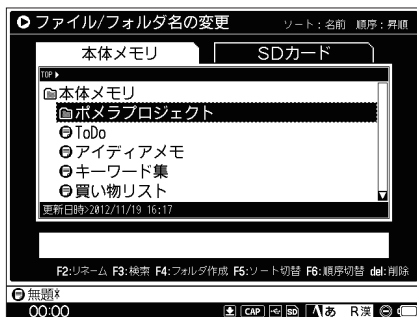 ファイル/フォルダ名の変更 ソート:名前 順序:昇順
本体メモリ SDカード
TOP
本体メモリ
ポメラプロジェクト
ToDo
アイディアメモ
キーワード集
買い物リスト
更新日時>2012/11/19 16:17
F2:リネーム F3:検索 F4:フォルダ作成 F5:ソート切替 F6:順序切替 del:削除
無題*
00:00 CAP SD あ R漢